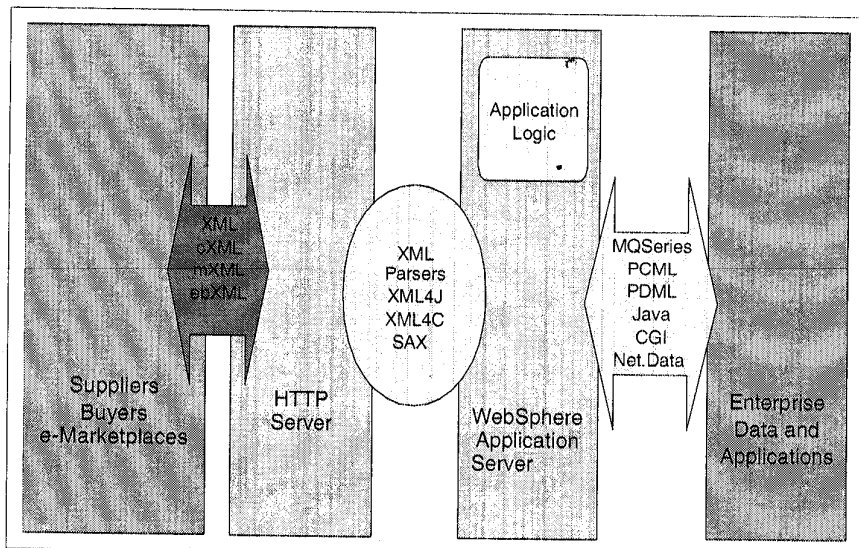 Suppliers
Buyers
e-Marketplaces
XML
cXML
mXML
ebXML
HTTP
Server
XML
Parsers
XML4J
XML4C
SAX
Application
Logic
WebSphere
Application
Server
MQSeries
PCML
PDML
Java
CGI
Net.Data
Enterprise
Data and
Applications